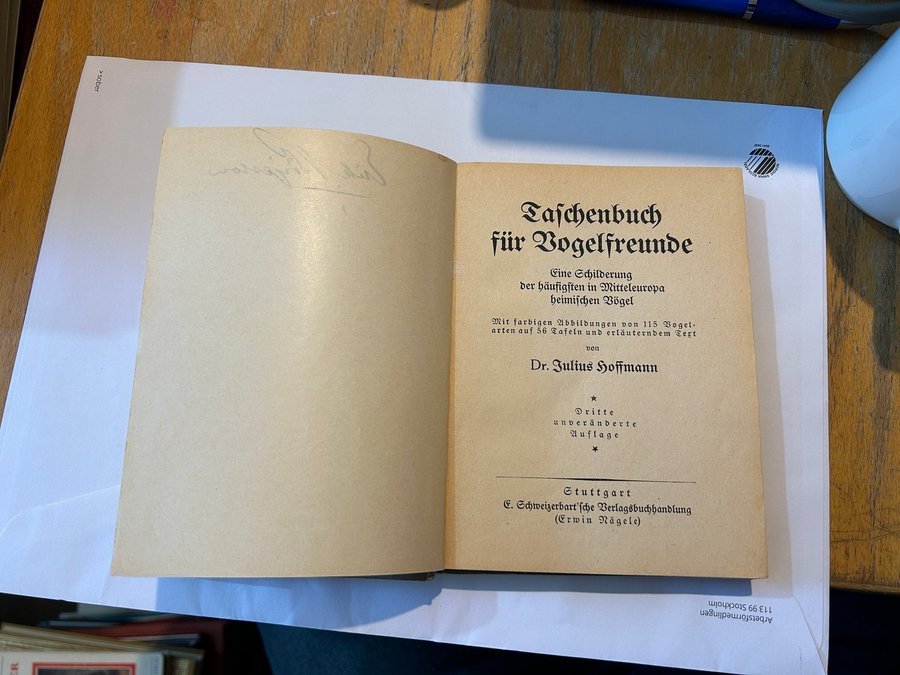 Taschenbuch
für Vogelfreunde
Eine Schilderung
der häufigsten in Mitteleuropa
heimischen Vögel
Mit farbigen Abbildungen von 115 Vogel-
arten auf 56 Tafeln und erläuterndem Text
von
Dr. Julius Hoffmann
Dritte
unveränderte
Auflage
Stuttgart
E. Schweizerbart'sche Verlagsbuchhandlung
(Erwin Nägele)
Arbetsförmedlingen
113 99 Stockholm